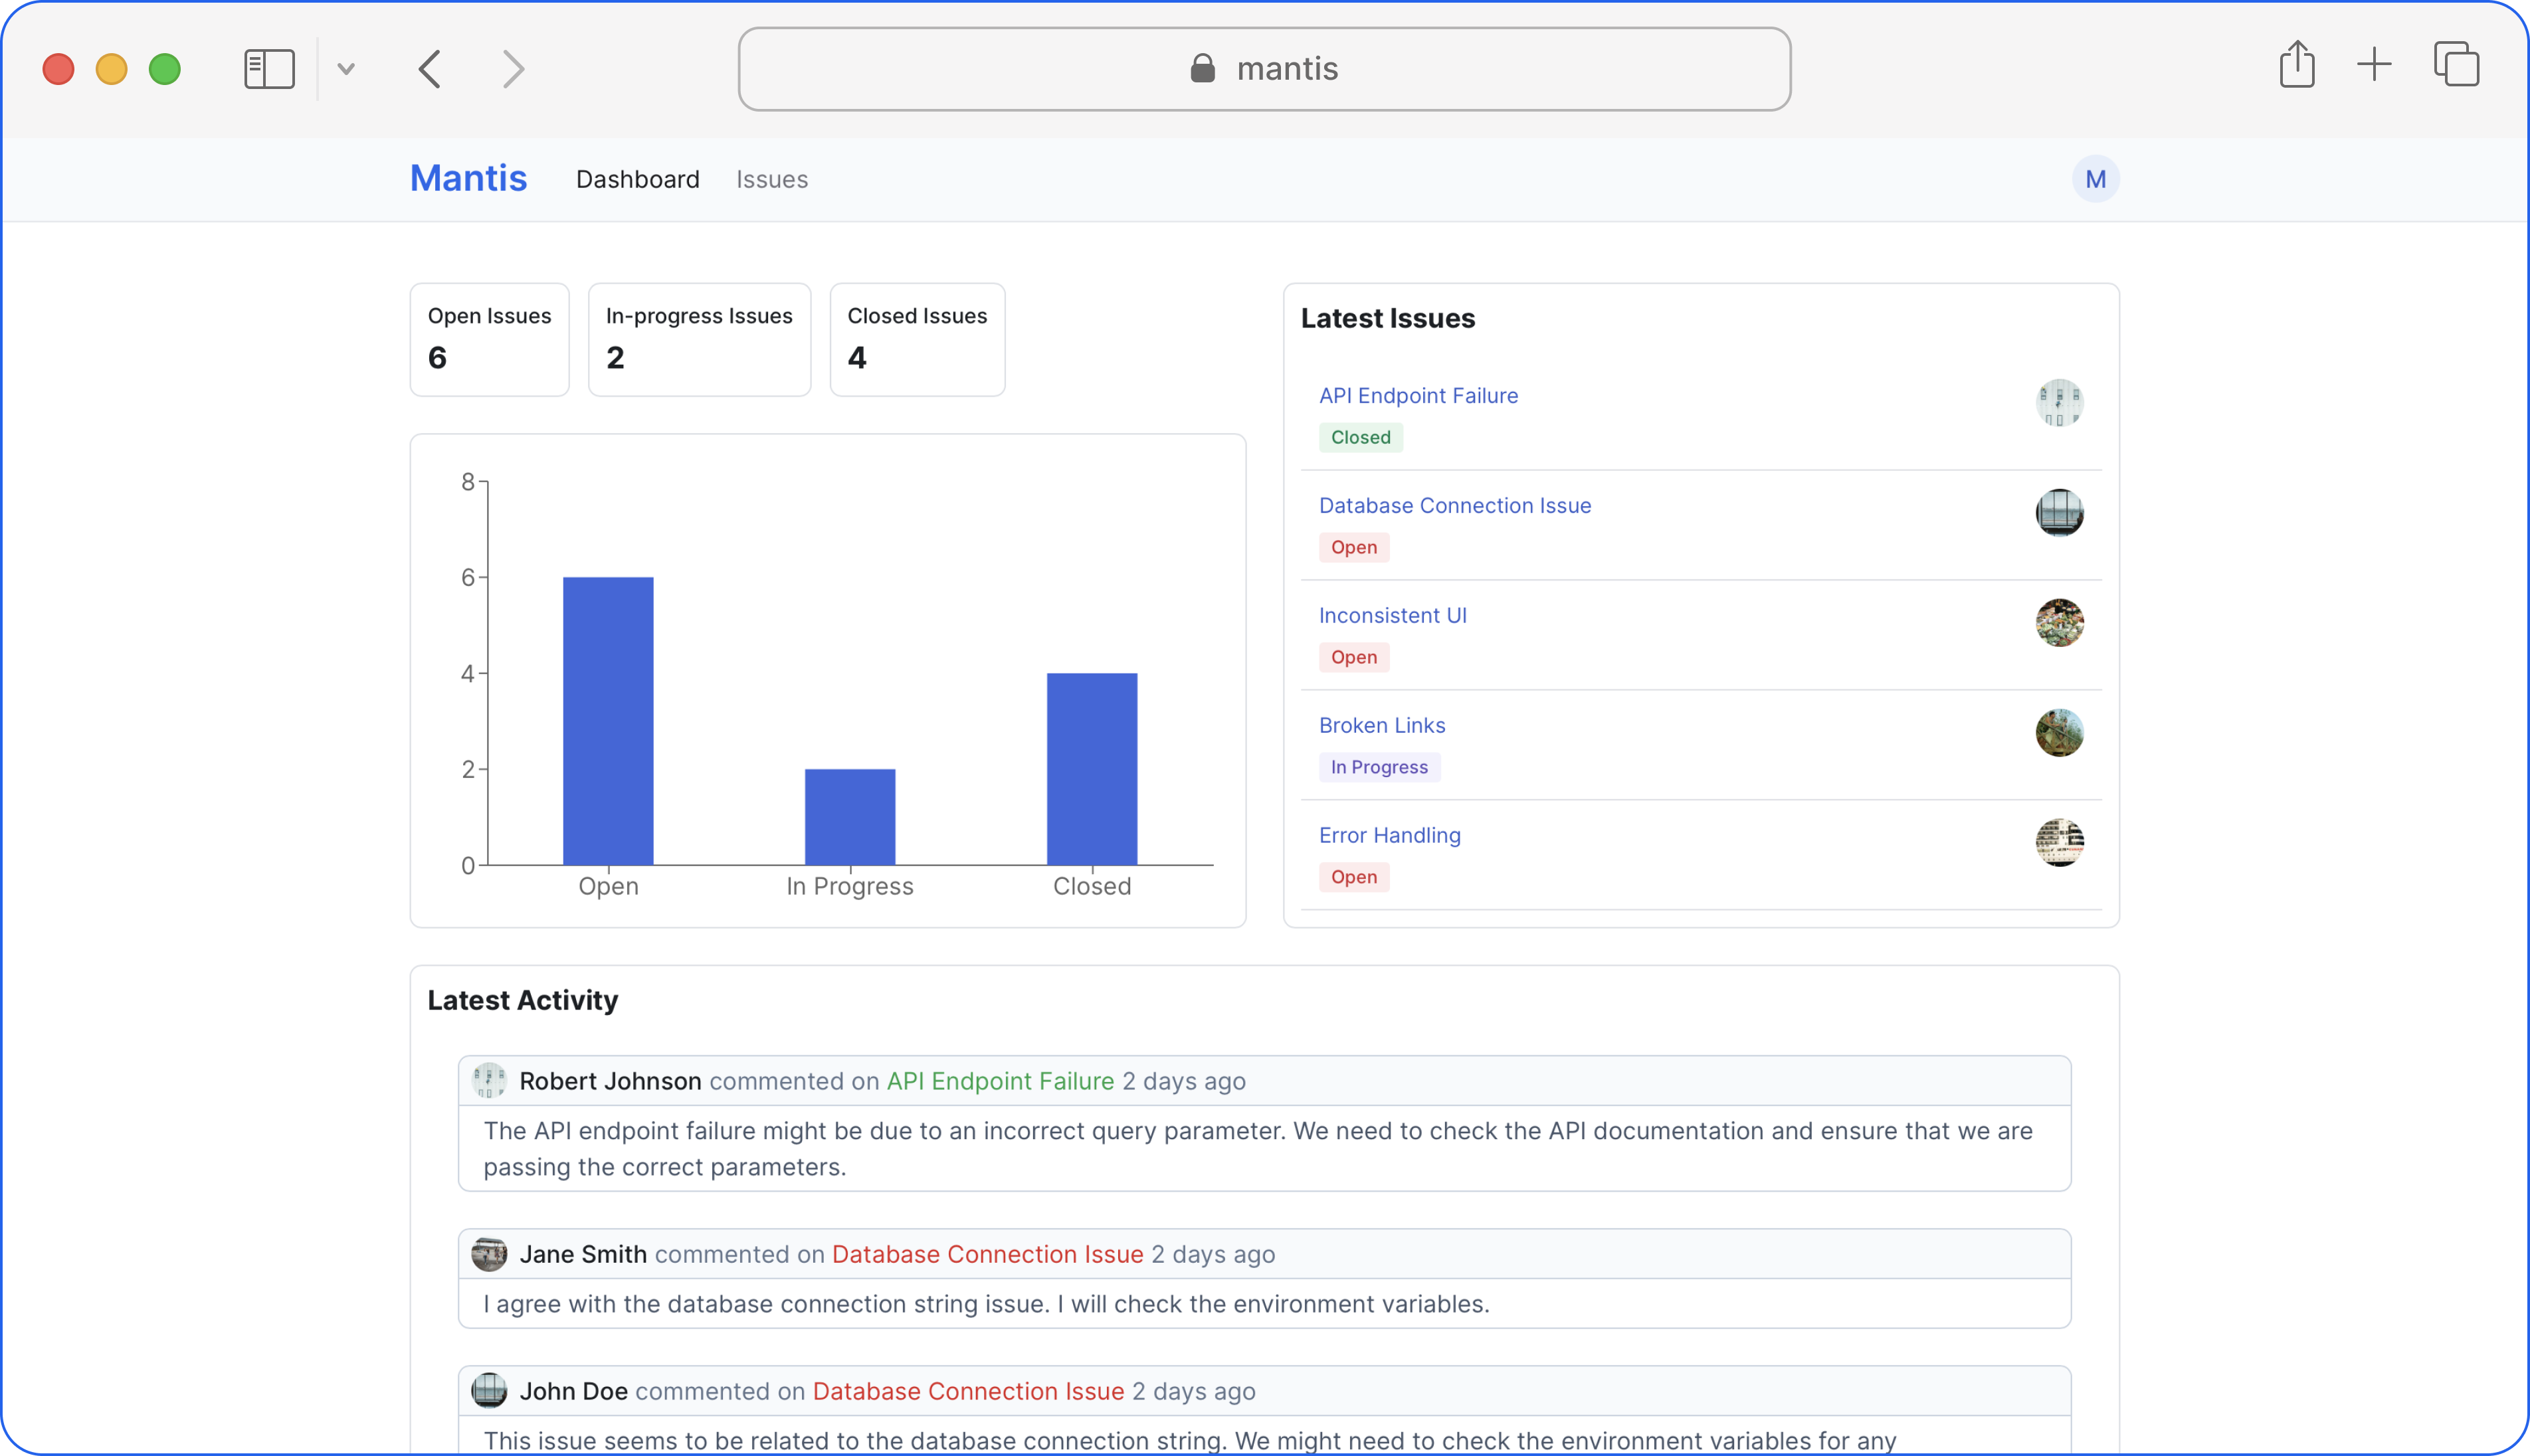 mantis
Mantis
Dashboard
Issues
M
Open Issues
6
In-progress Issues
2
Closed Issues
4
8
6
4
2
0
Open
In Progress
Closed
Latest Issues
API Endpoint Failure
Closed
Database Connection Issue
Open
Inconsistent UI
Open
Broken Links
In Progress
Error Handling
Open
Latest Activity
Robert Johnson commented on API Endpoint Failure 2 days ago
The API endpoint failure might be due to an incorrect query parameter. We need to check the API documentation and ensure that we are
passing the correct parameters.
Jane Smith commented on Database Connection Issue 2 days ago
I agree with the database connection string issue. I will check the environment variables.
John Doe commented on Database Connection Issue 2 days ago
This issue seems to be related to the database connection string. We might need to check the environment variables for any